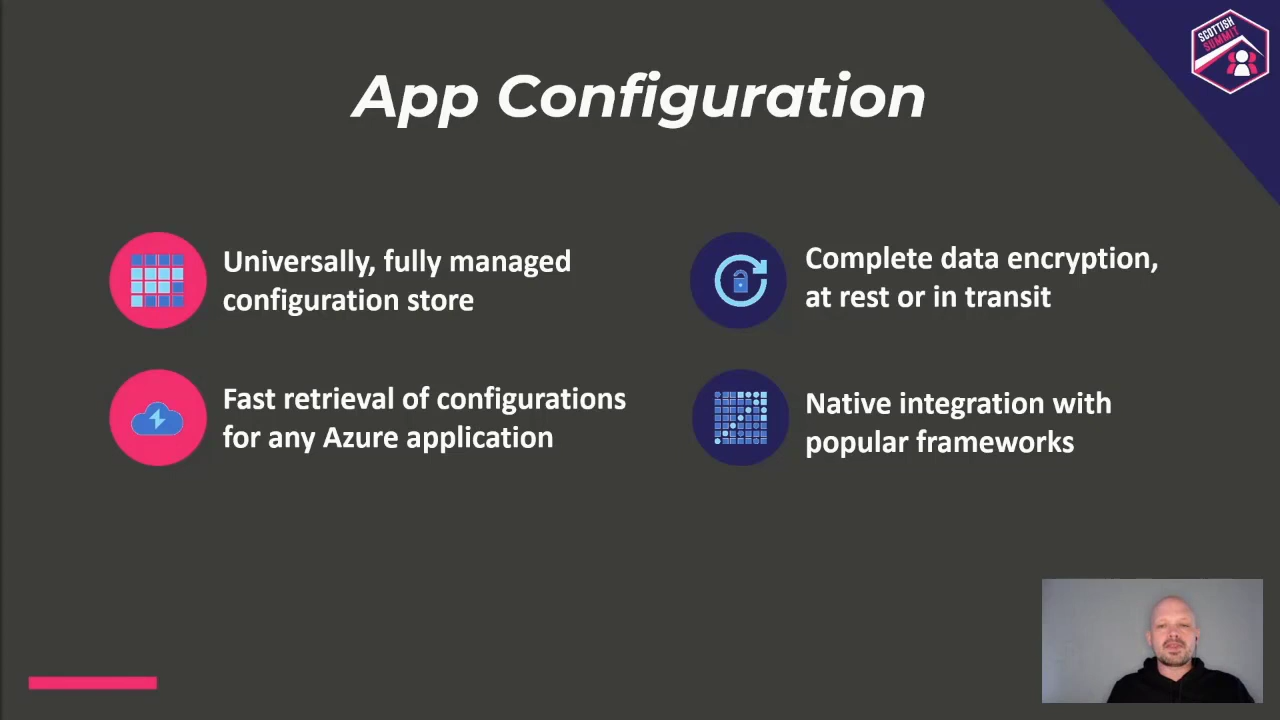 SCOTTISH
SUMMIT
App Configuration
Universally, fully managed
configuration store
Complete data encryption,
at rest or in transit
Fast retrieval of configurations
for any Azure application
Native integration with
popular frameworks